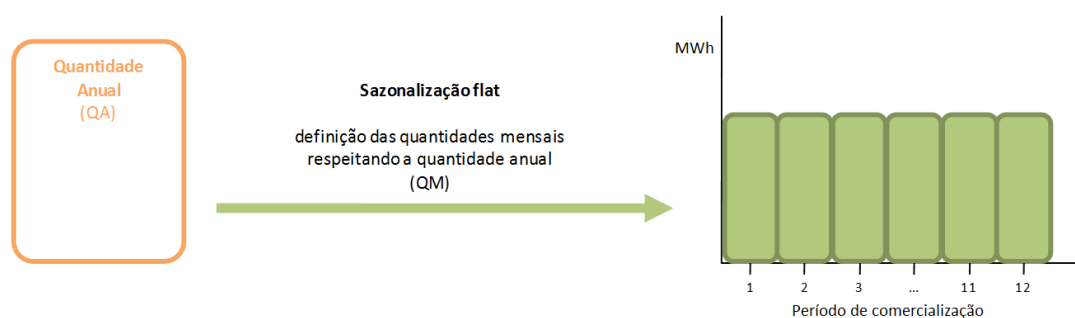 Quantidade
Anual
(QA)
Sazonalização flat
definição das quantidades mensais
respeitando a quantidade anual
(QM)
MWh
1 2 3 ... 11 12
Período de comercialização